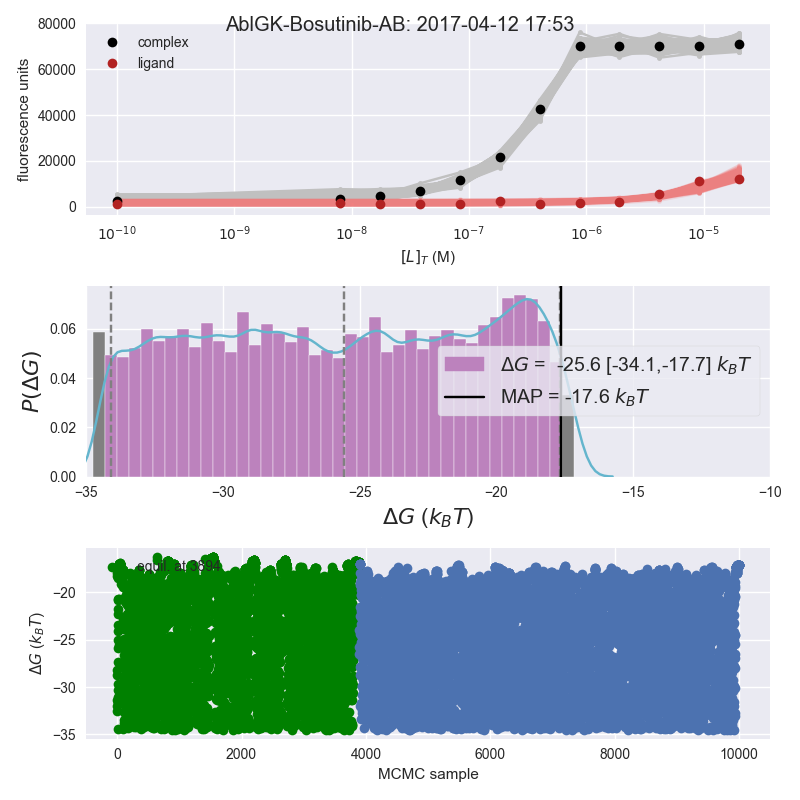 AblGK-Bosutinib-AB: 2017-04-12 17:53
80000
60000
40000
20000
0
fluorescence units
complex
ligand
10⁻¹⁰ 10⁻⁹ 10⁻⁸ 10⁻⁷ 10⁻⁶ 10⁻⁵
[L]_T (M)
0.06
0.04
0.02
0.00
P(ΔG)
ΔG = -25.6 [-34.1,-17.7] k_BT
MAP = -17.6 k_BT
−35 −30 −25 −20 −15 −10
ΔG (k_BT)
equil. at 3894
−20
−25
−30
−35
ΔG (k_BT)
0 2000 4000 6000 8000 10000
MCMC sample